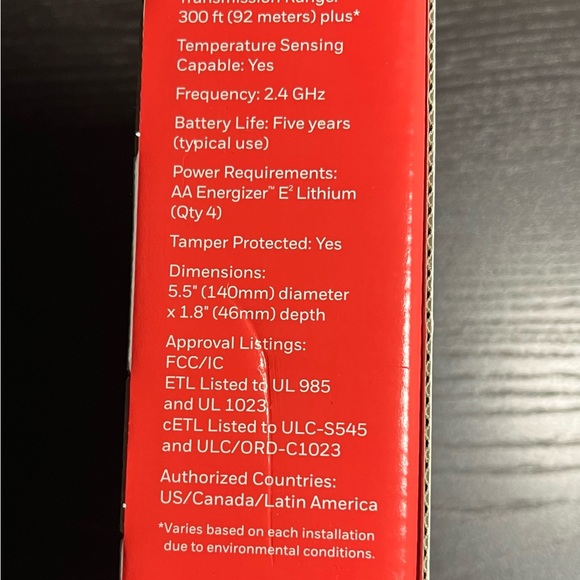 Transmission Range:
300 ft (92 meters) plus*
Temperature Sensing
Capable: Yes
Frequency: 2.4 GHz
Battery Life: Five years
(typical use)
Power Requirements:
AA Energizer™ E² Lithium
(Qty 4)
Tamper Protected: Yes
Dimensions:
5.5" (140mm) diameter
x 1.8" (46mm) depth
Approval Listings:
FCC/IC
ETL Listed to UL 985
and UL 1023
cETL Listed to ULC-S545
and ULC/ORD-C1023
Authorized Countries:
US/Canada/Latin America
*Varies based on each installation
due to environmental conditions.